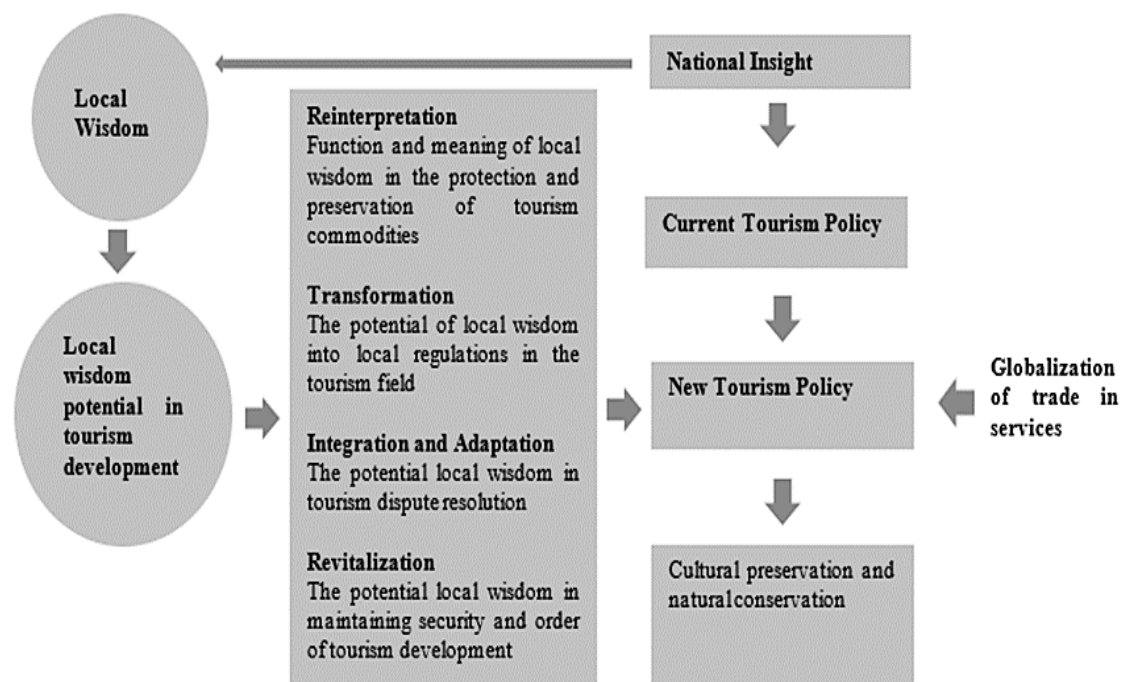 Local
Wisdom
Local
wisdom
potential in
tourism
development
Reinterpretation
Function and meaning of local
wisdom in the protection and
preservation of tourism
commodities
Transformation
The potential of local wisdom
into local regulations in the
tourism field
Integration and Adaptation
The potential local wisdom in
tourism dispute resolution
Revitalization
The potential local wisdom in
maintaining security and order
of tourism development
National Insight
Current Tourism Policy
New Tourism Policy
Cultural preservation and
natural conservation
Globalization
of trade in
services